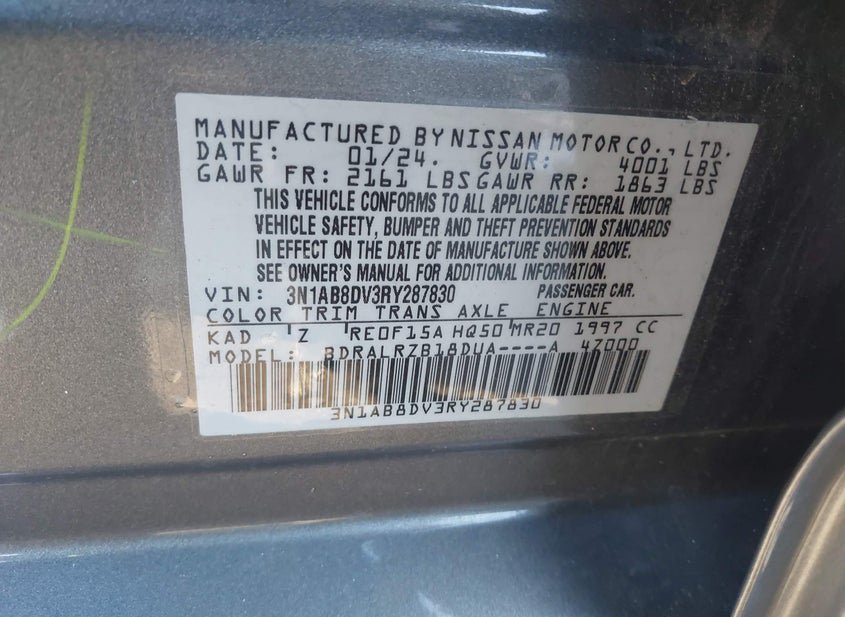 MANUFACTURED BY NISSAN MOTOR CO., LTD.
DATE: 01/24. GVWR: 4001 LBS
GAWR FR: 2161 LBS GAWR RR: 1863 LBS
THIS VEHICLE CONFORMS TO ALL APPLICABLE FEDERAL MOTOR
VEHICLE SAFETY, BUMPER AND THEFT PREVENTION STANDARDS
IN EFFECT ON THE DATE OF MANUFACTURE SHOWN ABOVE.
SEE OWNER'S MANUAL FOR ADDITIONAL INFORMATION.
VIN: 3N1AB8DV3RY287830 PASSENGER CAR.
COLOR TRIM TRANS AXLE ENGINE
KAD Z RE0F15A HQ50 MR20 1997 CC
MODEL: BDRALRZB18DUA----A 47000
3N1AB8DV3RY287830